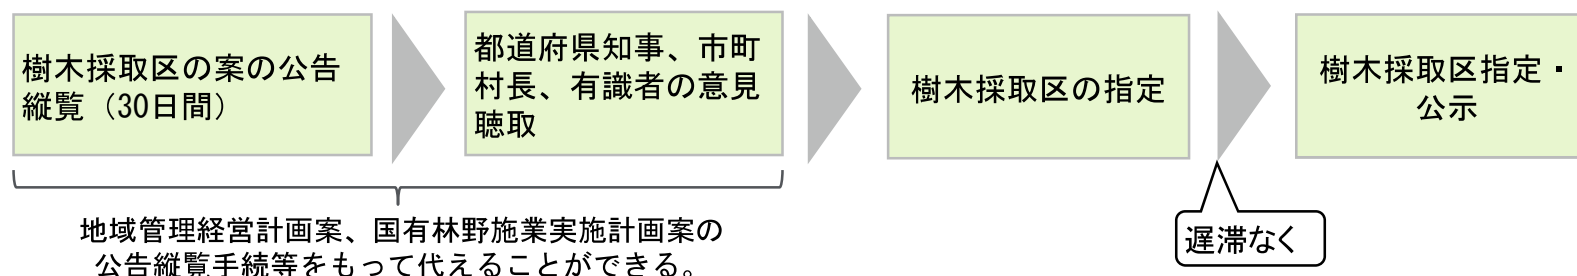 樹木採取区の案の公告
縦覧（30日間）
都道府県知事、市町
村長、有識者の意見
聴取
樹木採取区の指定
樹木採取区指定・
公示
地域管理経営計画案、国有林野施業実施計画案の
公告縦覧手続等をもって代えることができる。
遅滞なく